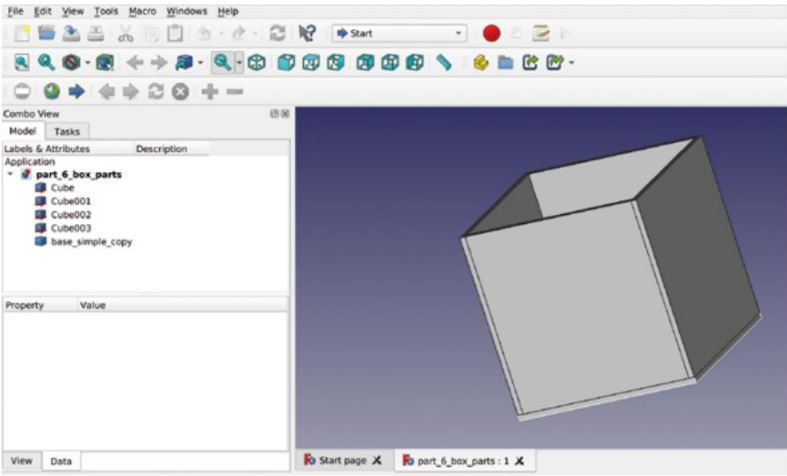 File Edit View Tools Macro Windows Help
Start
Combo View
Model Tasks
Labels & Attributes Description
Application
part_6_box_parts
Cube
Cube001
Cube002
Cube003
base_simple_copy
Property Value
View Data
Start page part_6_box_parts : 1